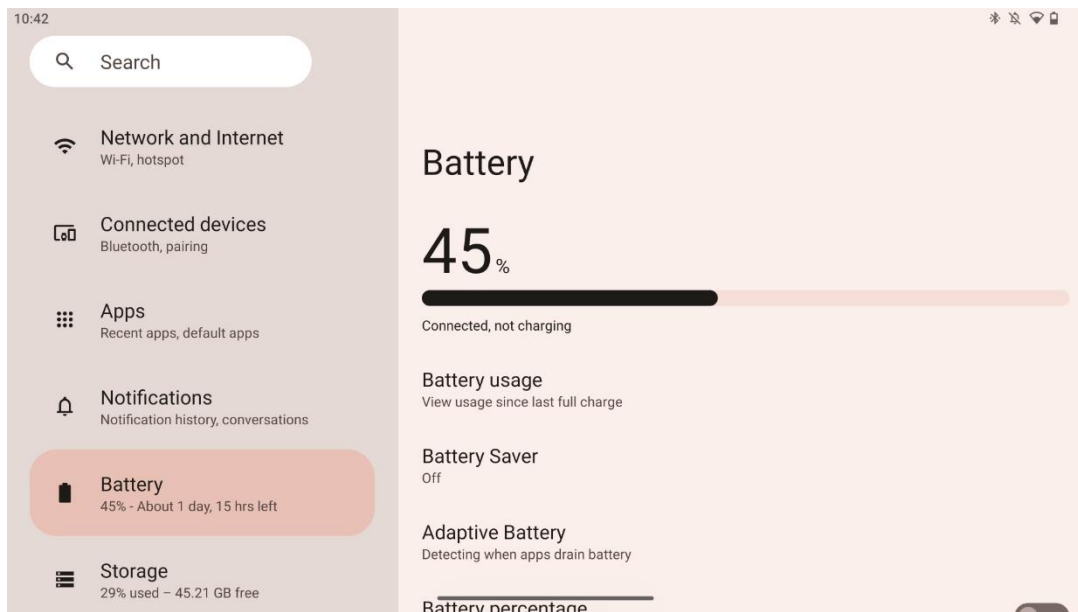 10:42
Search
Network and Internet
Wi-Fi, hotspot
Connected devices
Bluetooth, pairing
Apps
Recent apps, default apps
Notifications
Notification history, conversations
Battery
45% - About 1 day, 15 hrs left
Storage
29% used – 45.21 GB free
Battery
45%
Connected, not charging
Battery usage
View usage since last full charge
Battery Saver
Off
Adaptive Battery
Detecting when apps drain battery
Battery percentage